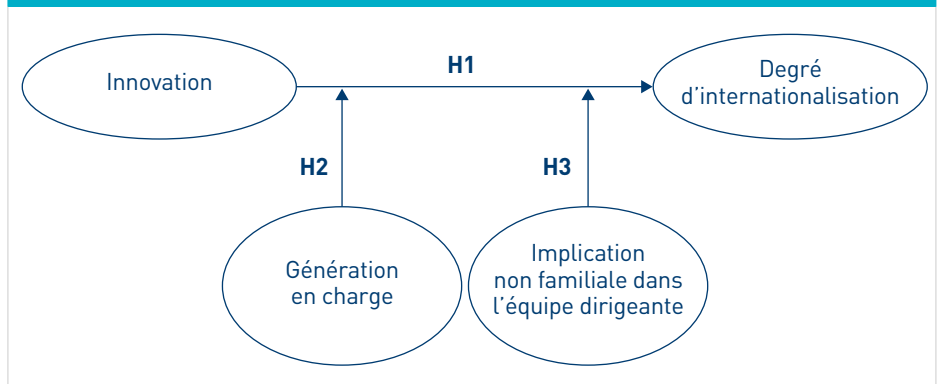 H1
Innovation
Degré
d'internationalisation
H2
H3
Génération
en charge
Implication
non familiale dans
l'équipe dirigeante